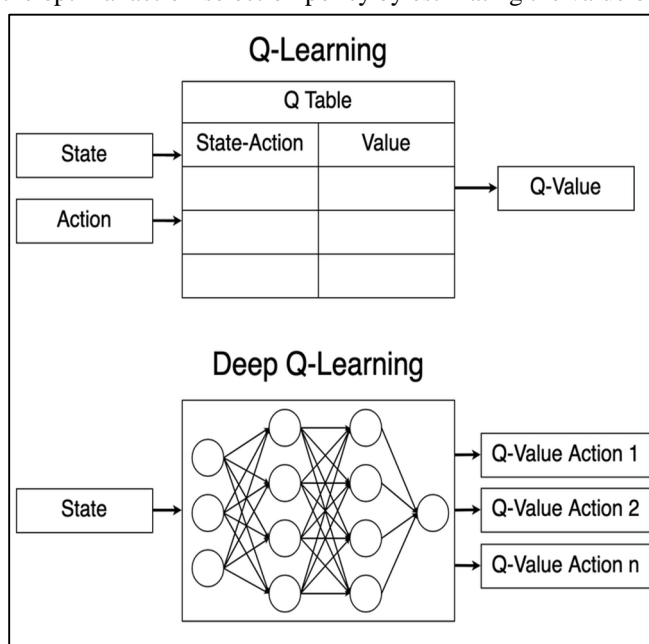 Q-Learning
Q Table
State-Action Value
State
Q-Value
Action
Deep Q-Learning
Q-Value Action 1
State
Q-Value Action 2
Q-Value Action n